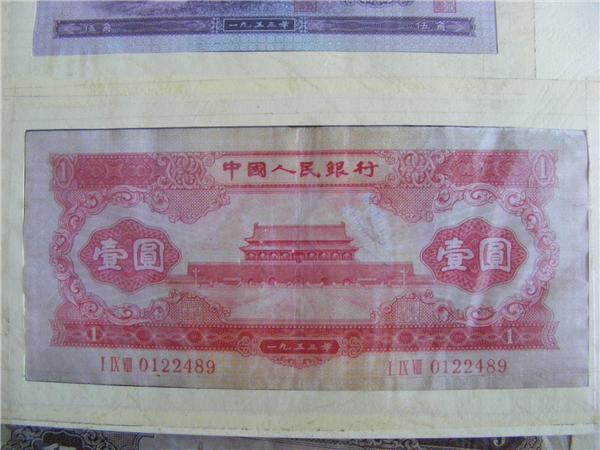 伍角 一九五三年 伍角
1 中國人民銀行 1
壹圓 壹圓
1 一九五三年 1
I IX VIII 0122489 I IX VIII 0122489